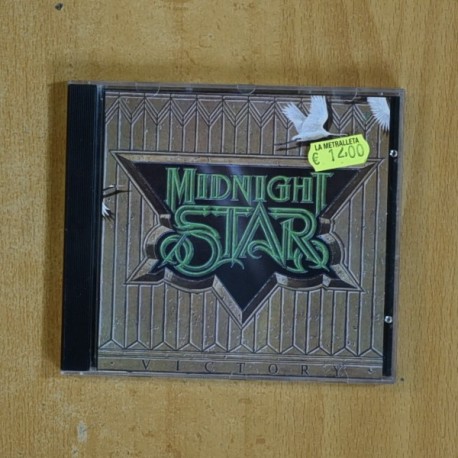 LA METRALLETA
€ 12.00
MIDNIGHT
STAR
VICTORY